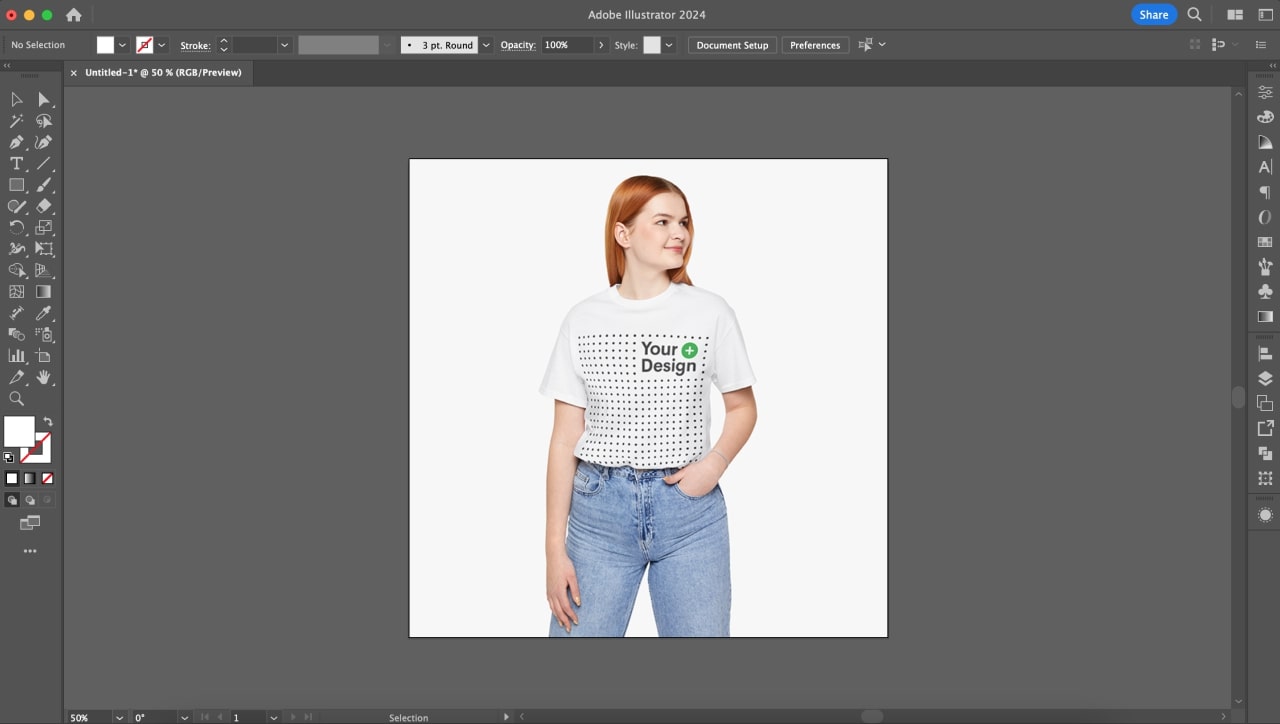 Adobe Illustrator 2024
Share
No Selection
Stroke:
3 pt. Round
Opacity:
100%
Style:
Document Setup
Preferences
× Untitled-1* @ 50 % (RGB/Preview)
Your
Design
50%
0°
1
Selection